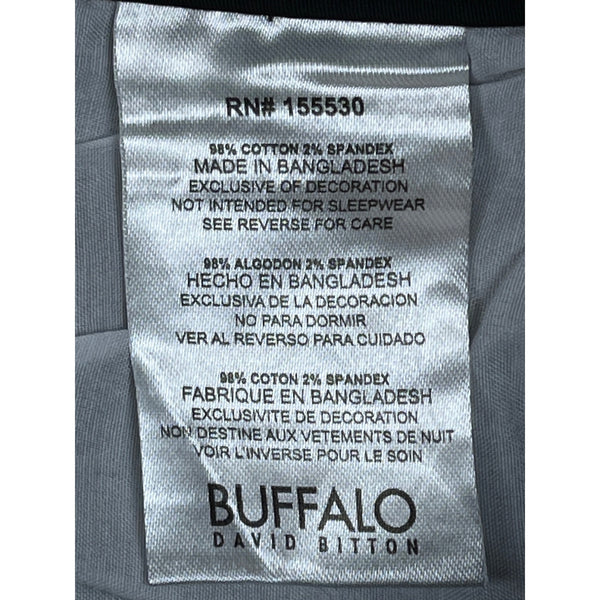 RN# 155530
98% COTTON 2% SPANDEX
MADE IN BANGLADESH
EXCLUSIVE OF DECORATION
NOT INTENDED FOR SLEEPWEAR
SEE REVERSE FOR CARE
98% ALGODON 2% SPANDEX
HECHO EN BANGLADESH
EXCLUSIVA DE LA DECORACION
NO PARA DORMIR
VER AL REVERSO PARA CUIDADO
98% COTON 2% SPANDEX
FABRIQUE EN BANGLADESH
EXCLUSIVITE DE DECORATION
NON DESTINE AUX VETEMENTS DE NUIT
VOIR L'INVERSE POUR LE SOIN
BUFFALO
DAVID BITTON